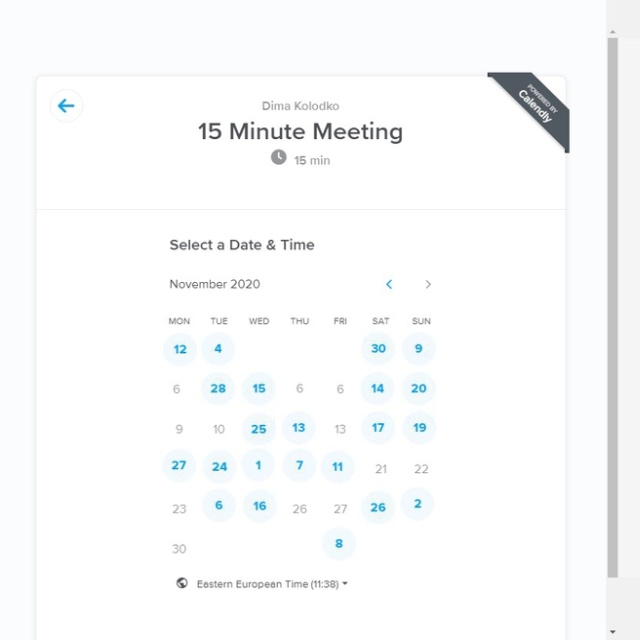 Dima Kolodko
POWERED BY
Calendly
15 Minute Meeting
15 min
Select a Date & Time
November 2020
MON TUE WED THU FRI SAT SUN
12 4 30 9
6 28 15 6 6 14 20
9 10 25 13 13 17 19
27 24 1 7 11 21 22
23 6 16 26 27 26 2
30 8
Eastern European Time (11:38)